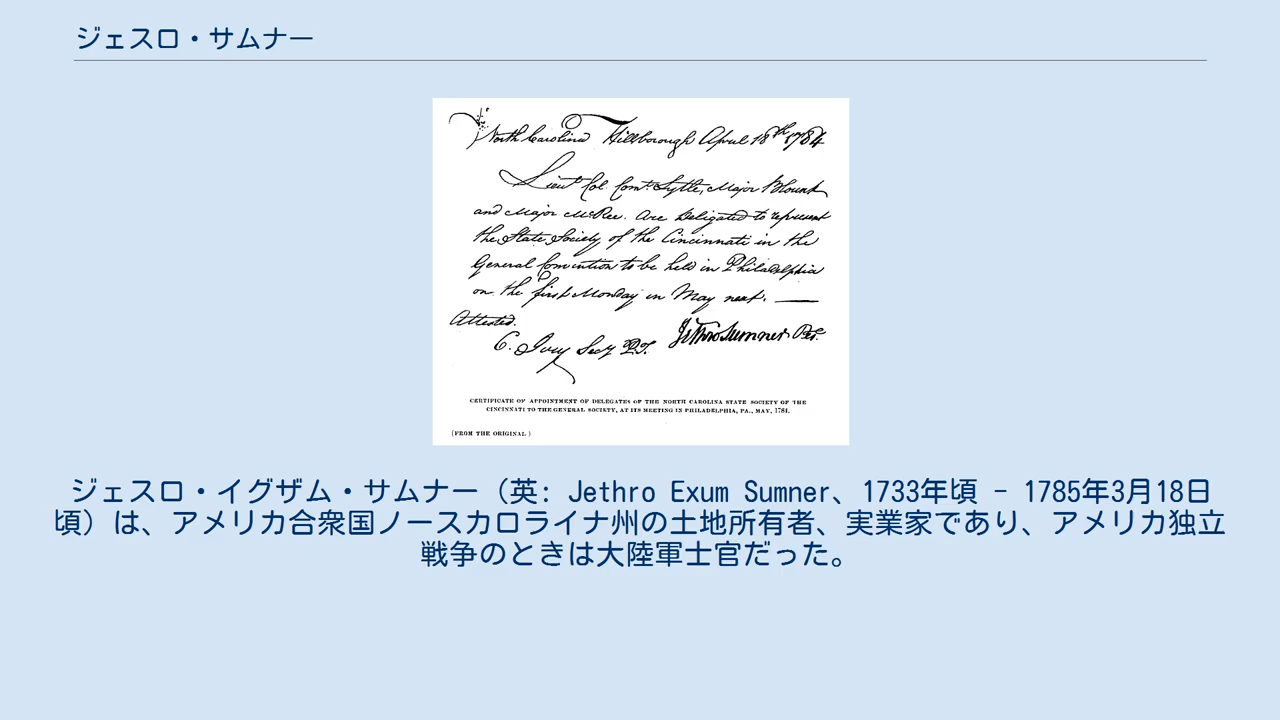 ジェスロ・サムナー
North Carolina Hillsborough April 18th 1784
Lieut Col. Comt. Lytle, Major Blount
and Major McRee. Are Deligated to represent
the State Society of the Cincinnati in the
General Convention to be held in Philadelphia
on the first Monday in May next.
Attested.
Jethro Sumner Pres.
C. Ivey Secy P.T.
CERTIFICATE OF APPOINTMENT OF DELEGATES OF THE NORTH CAROLINA STATE SOCIETY OF THE
CINCINNATI TO THE GENERAL SOCIETY, AT ITS MEETING IN PHILADELPHIA, PA., MAY, 1784.
(FROM THE ORIGINAL.)
ジェスロ・イグザム・サムナー（英: Jethro Exum Sumner、1733年頃 - 1785年3月18日
頃）は、アメリカ合衆国ノースカロライナ州の土地所有者、実業家であり、アメリカ独立
戦争のときは大陸軍士官だった。